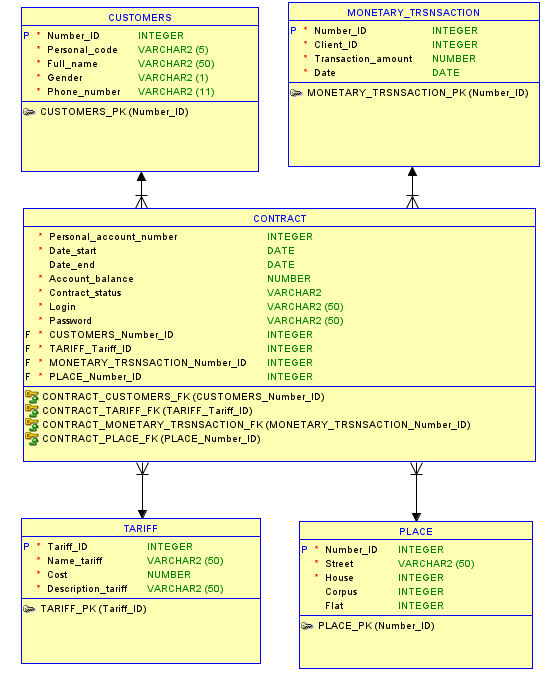 CUSTOMERS
P * Number_ID INTEGER
* Personal_code VARCHAR2 (5)
* Full_name VARCHAR2 (50)
* Gender VARCHAR2 (1)
* Phone_number VARCHAR2 (11)
CUSTOMERS_PK (Number_ID)
MONETARY_TRSNSACTION
P * Number_ID INTEGER
* Client_ID INTEGER
* Transaction_amount NUMBER
* Date DATE
MONETARY_TRSNSACTION_PK (Number_ID)
CONTRACT
* Personal_account_number INTEGER
* Date_start DATE
Date_end DATE
* Account_balance NUMBER
* Contract_status VARCHAR2
* Login VARCHAR2 (50)
* Password VARCHAR2 (50)
F * CUSTOMERS_Number_ID INTEGER
F * TARIFF_Tariff_ID INTEGER
F * MONETARY_TRSNSACTION_Number_ID INTEGER
F * PLACE_Number_ID INTEGER
CONTRACT_CUSTOMERS_FK (CUSTOMERS_Number_ID)
CONTRACT_TARIFF_FK (TARIFF_Tariff_ID)
CONTRACT_MONETARY_TRSNSACTION_FK (MONETARY_TRSNSACTION_Number_ID)
CONTRACT_PLACE_FK (PLACE_Number_ID)
TARIFF
P * Tariff_ID INTEGER
* Name_tariff VARCHAR2 (50)
* Cost NUMBER
* Description_tariff VARCHAR2 (50)
TARIFF_PK (Tariff_ID)
PLACE
P * Number_ID INTEGER
* Street VARCHAR2 (50)
* House INTEGER
Corpus INTEGER
Flat INTEGER
PLACE_PK (Number_ID)